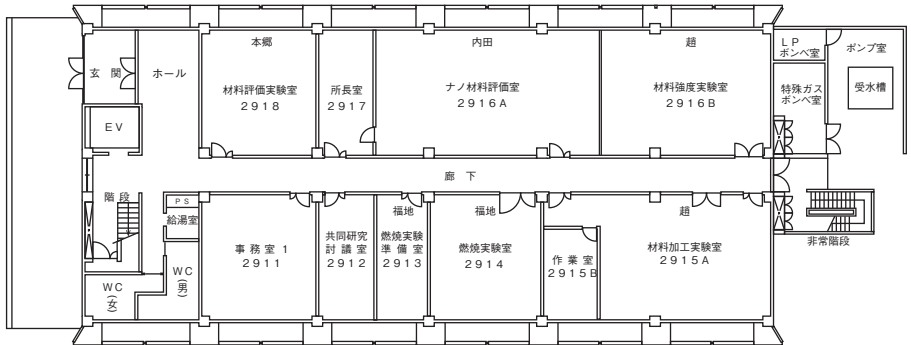 本郷
材料評価実験室
2918
所長室
2917
内田
ナノ材料評価室
2916A
趙
材料強度実験室
2916B
LP
ボンベ室
ポンプ室
特殊ガス
ボンベ室
受水槽
玄関
ホール
EV
廊下
階段
PS
給湯室
WC
(女)
WC
(男)
事務室1
2911
共同研究
討議室
2912
福地
燃焼実験
準備室
2913
福地
燃焼実験室
2914
作業室
2915B
趙
材料加工実験室
2915A
非常階段